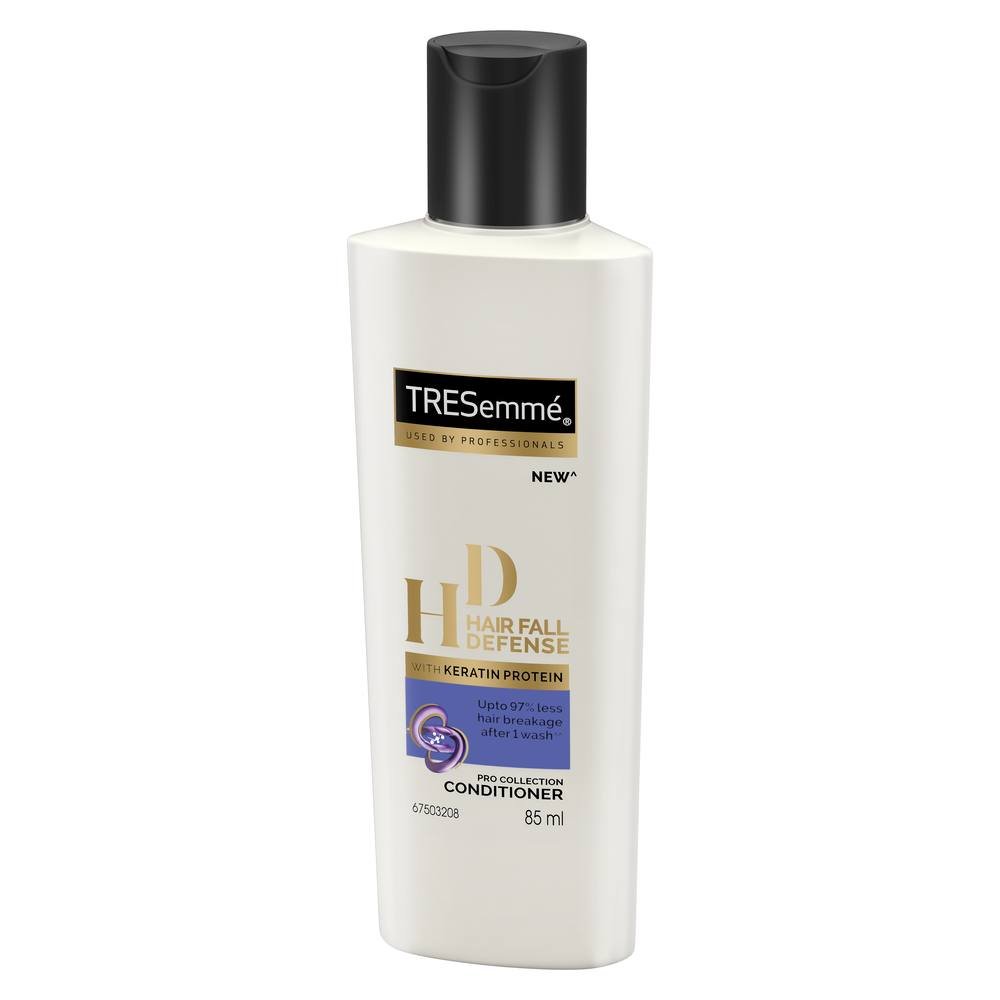 TRESemmé®
USED BY PROFESSIONALS
NEW^
HD
HAIR FALL
DEFENSE
WITH KERATIN PROTEIN
Upto 97% less
hair breakage
after 1 wash^^
PRO COLLECTION
CONDITIONER
67503208
85 ml